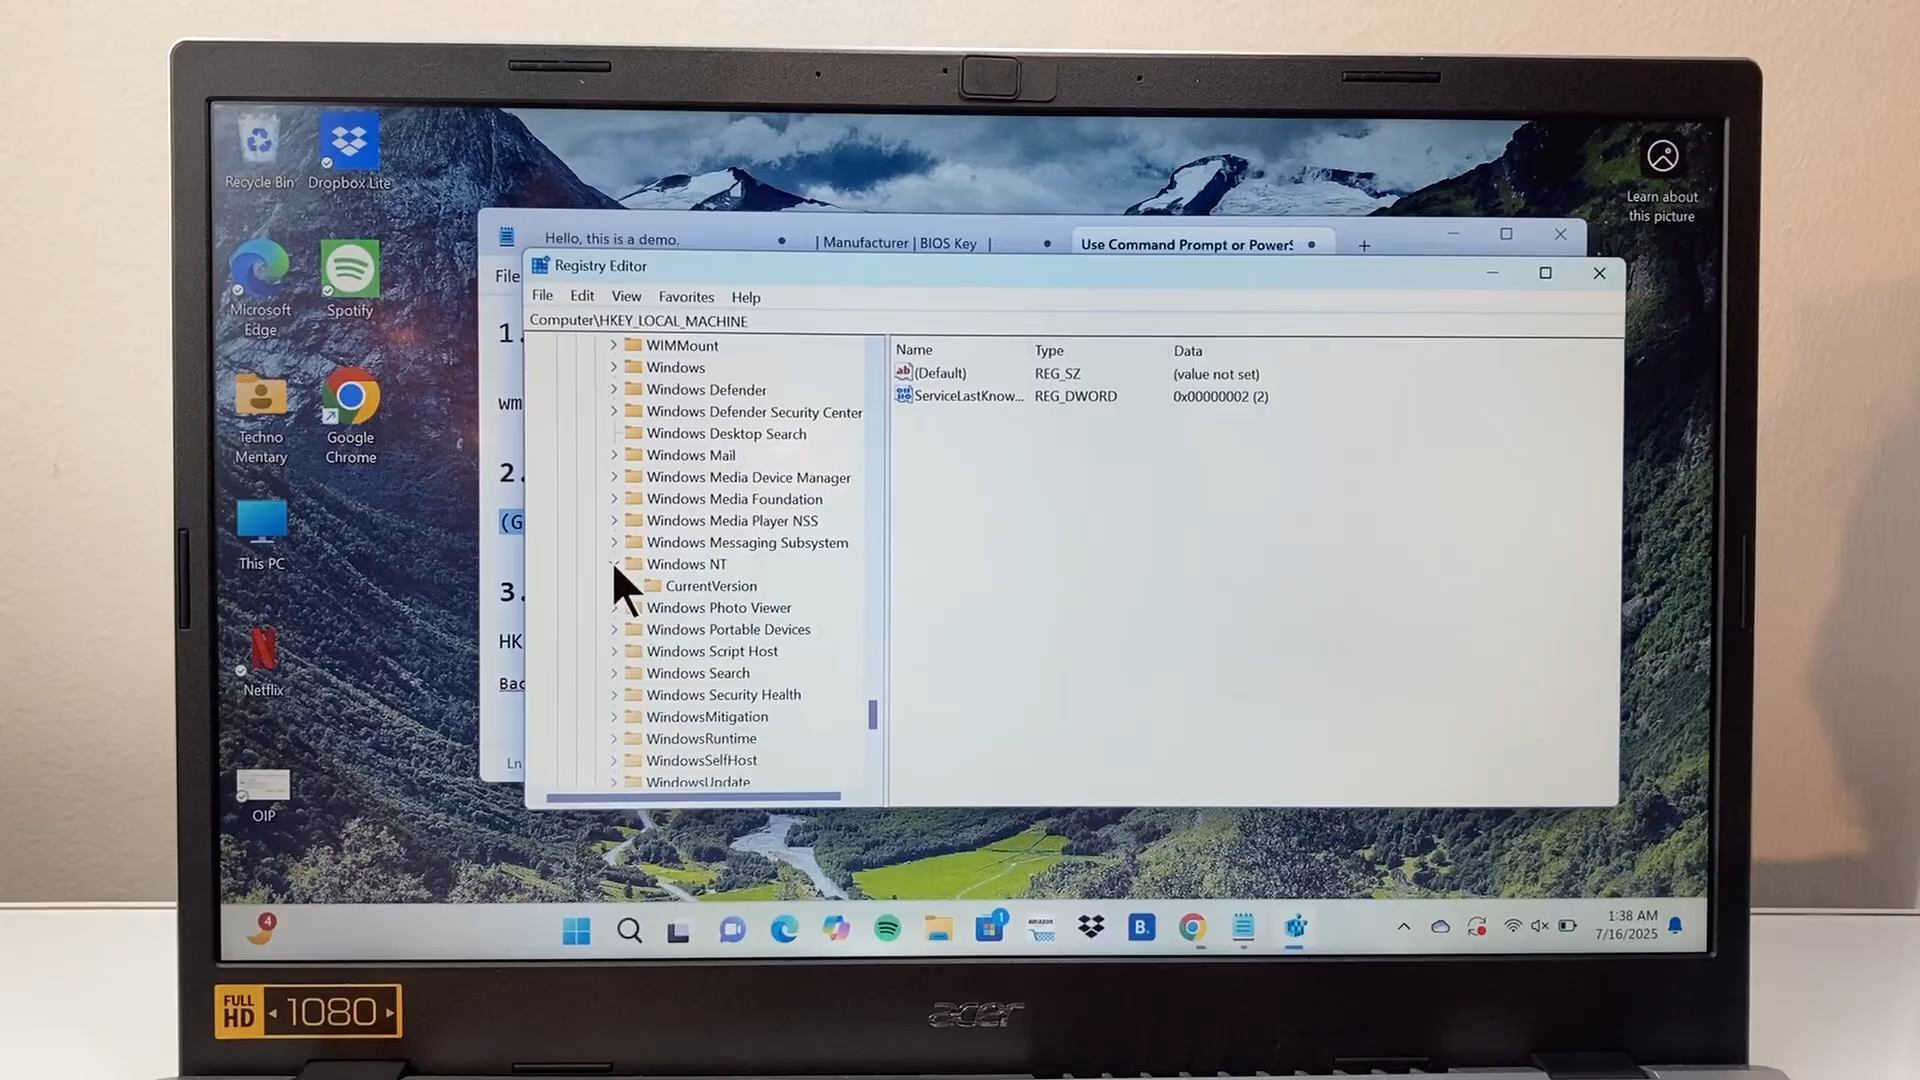 Recycle Bin
Dropbox Lite
Learn about
this picture
Hello, this is a demo.
| Manufacturer | BIOS Key |
Use Command Prompt or PowerS
File
Registry Editor
File Edit View Favorites Help
Computer\HKEY_LOCAL_MACHINE
Microsoft
Edge
Spotify
1.
wm
2.
(G
3.
HK
Bac
Ln
WIMMount
Windows
Windows Defender
Windows Defender Security Center
Windows Desktop Search
Windows Mail
Windows Media Device Manager
Windows Media Foundation
Windows Media Player NSS
Windows Messaging Subsystem
Windows NT
CurrentVersion
Windows Photo Viewer
Windows Portable Devices
Windows Script Host
Windows Search
Windows Security Health
WindowsMitigation
WindowsRuntime
WindowsSelfHost
WindowsUpdate
Name Type Data
(Default) REG_SZ (value not set)
ServiceLastKnow... REG_DWORD 0x00000002 (2)
Techno
Mentary
Google
Chrome
This PC
Netflix
OIP
4
1
amazon
B.
1:38 AM
7/16/2025
FULL
HD
1080
acer